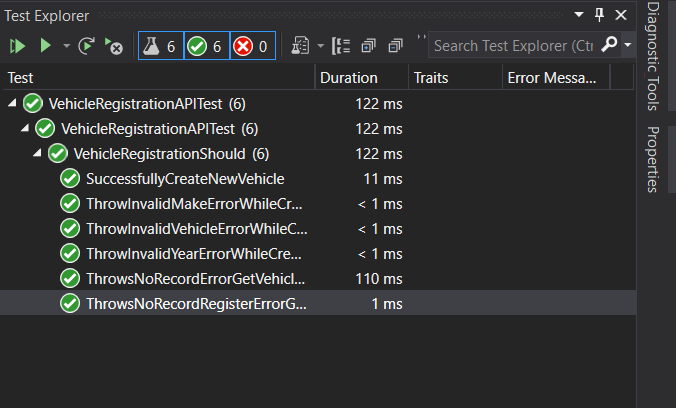 Test Explorer
6 6 0 Search Test Explorer (Ctr
Test Duration Traits Error Messa...
VehicleRegistrationAPITest (6) 122 ms
VehicleRegistrationAPITest (6) 122 ms
VehicleRegistrationShould (6) 122 ms
SuccessfullyCreateNewVehicle 11 ms
ThrowInvalidMakeErrorWhileCr... < 1 ms
ThrowInvalidVehicleErrorWhileC... < 1 ms
ThrowInvalidYearErrorWhileCre... < 1 ms
ThrowsNoRecordErrorGetVehicl... 110 ms
ThrowsNoRecordRegisterErrorG... 1 ms
Diagnostic Tools
Properties